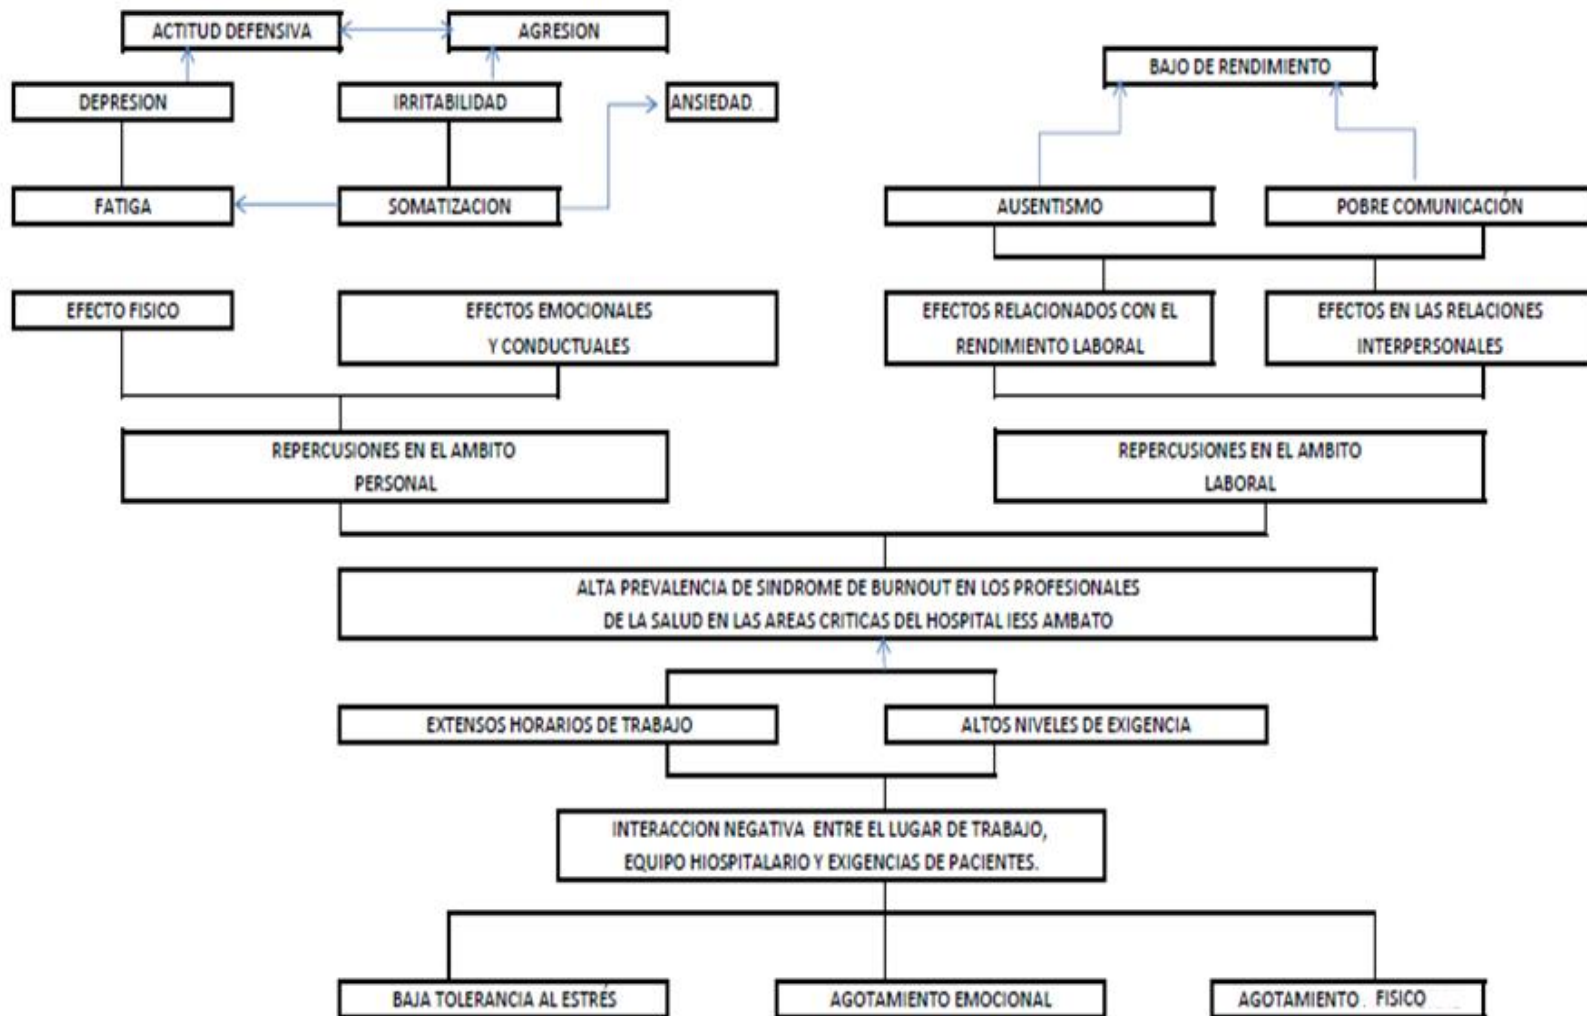 ACTITUD DEFENSIVA
AGRESION
BAJO DE RENDIMIENTO
DEPRESION
IRRITABILIDAD
ANSIEDAD
FATIGA
SOMATIZACION
AUSENTISMO
POBRE COMUNICACIÓN
EFECTO FISICO
EFECTOS EMOCIONALES
Y CONDUCTUALES
EFECTOS RELACIONADOS CON EL
RENDIMIENTO LABORAL
EFECTOS EN LAS RELACIONES
INTERPERSONALES
REPERCUSIONES EN EL AMBITO
PERSONAL
REPERCUSIONES EN EL AMBITO
LABORAL
ALTA PREVALENCIA DE SINDROME DE BURNOUT EN LOS PROFESIONALES
DE LA SALUD EN LAS AREAS CRITICAS DEL HOSPITAL IESS AMBATO
EXTENSOS HORARIOS DE TRABAJO
ALTOS NIVELES DE EXIGENCIA
INTERACCION NEGATIVA ENTRE EL LUGAR DE TRABAJO,
EQUIPO HIOSPITALARIO Y EXIGENCIAS DE PACIENTES.
BAJA TOLERANCIA AL ESTRÉS
AGOTAMIENTO EMOCIONAL
AGOTAMIENTO . FISICO